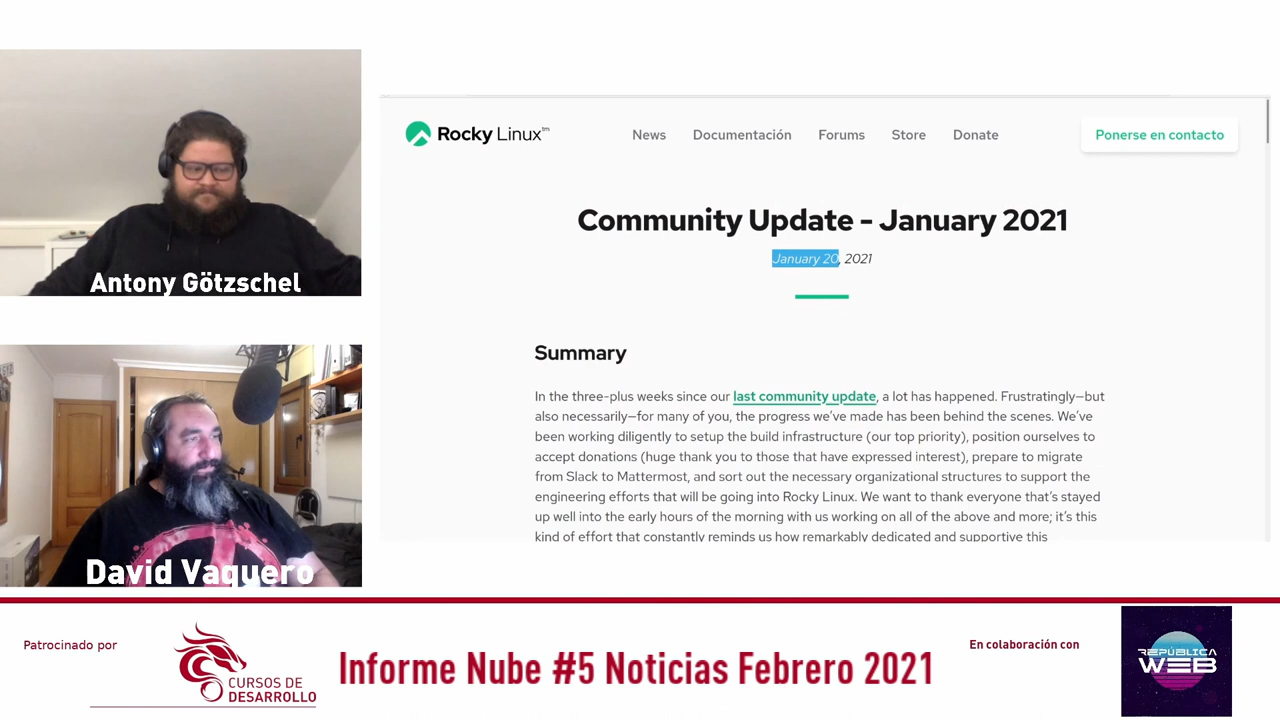 Antony Götzschel
David Vaquero
Rocky Linux™
News
Documentación
Forums
Store
Donate
Ponerse en contacto
Community Update - January 2021
January 20, 2021
Summary
In the three-plus weeks since our last community update, a lot has happened. Frustratingly—but
also necessarily—for many of you, the progress we've made has been behind the scenes. We've
been working diligently to setup the build infrastructure (our top priority), position ourselves to
accept donations (huge thank you to those that have expressed interest), prepare to migrate
from Slack to Mattermost, and sort out the necessary organizational structures to support the
engineering efforts that will be going into Rocky Linux. We want to thank everyone that's stayed
up well into the early hours of the morning with us working on all of the above and more; it's this
kind of effort that constantly reminds us how remarkably dedicated and supportive this
Patrocinado por
CURSOS DE
DESARROLLO
Informe Nube #5 Noticias Febrero 2021
En colaboración con
REPÚBLICA
WEB